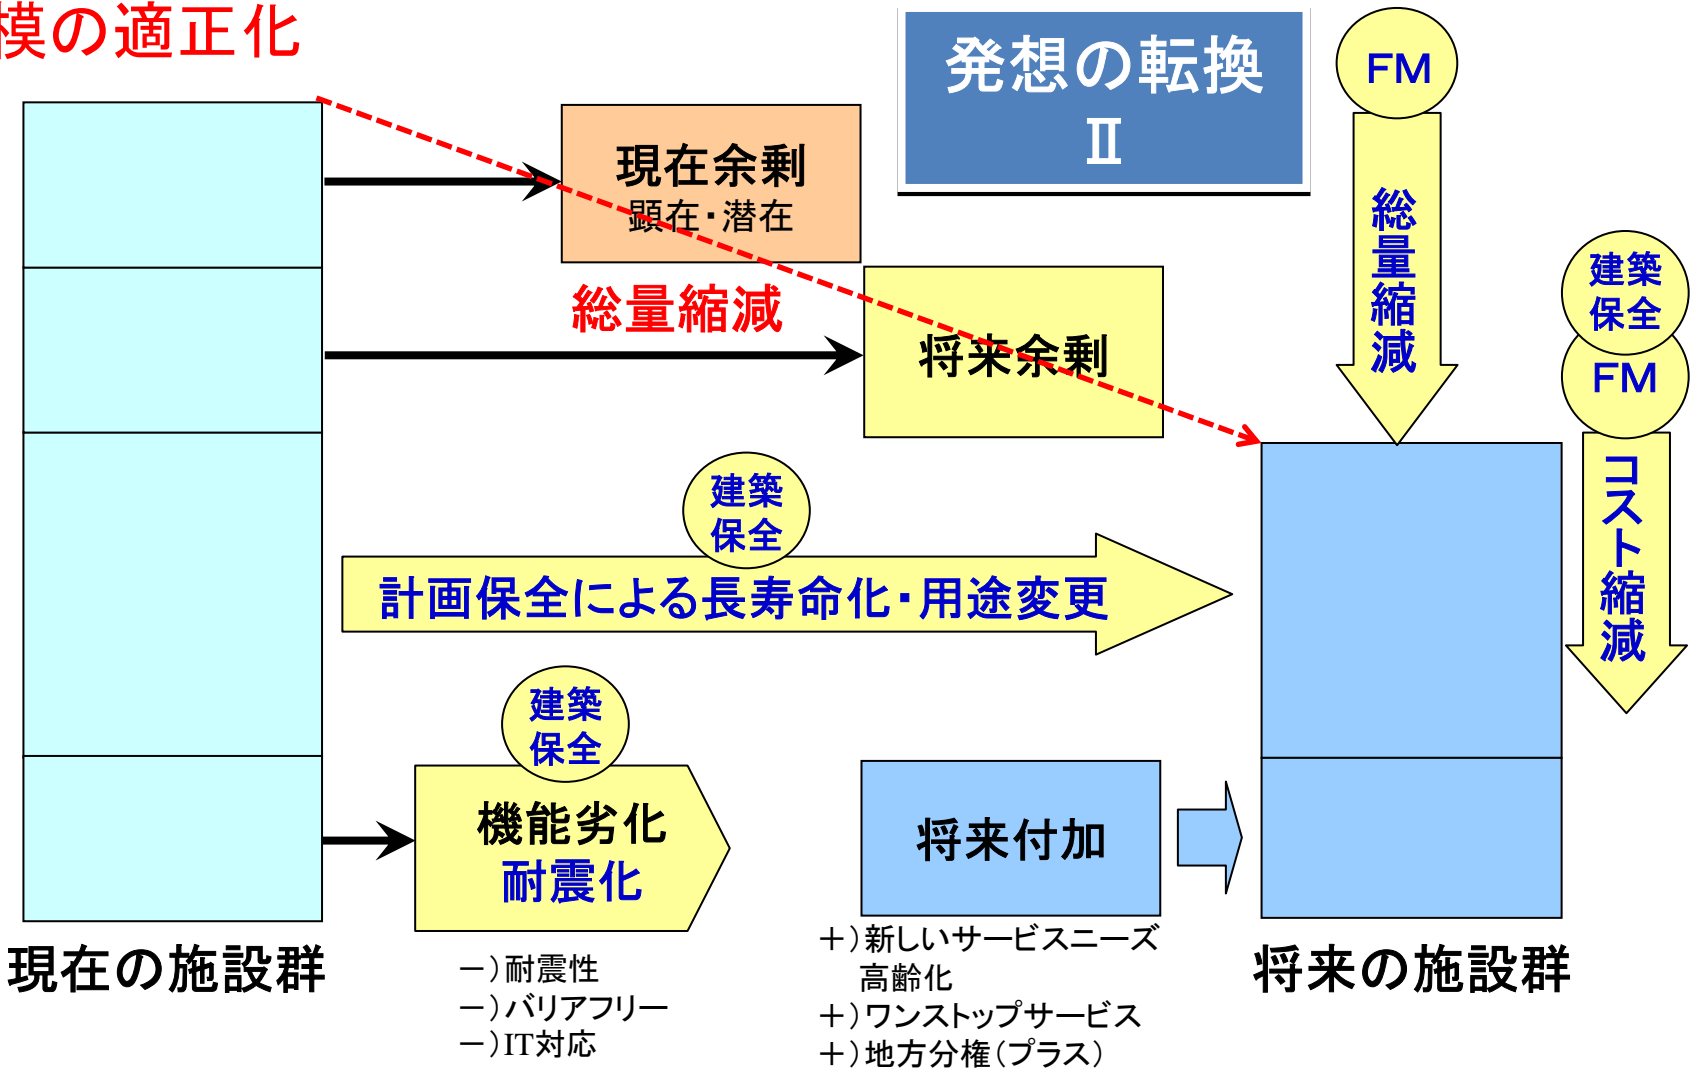 模の適正化
発想の転換
Ⅱ
FM
現在余剰
顕在・潜在
総量縮減
総量縮減
将来余剰
建築
保全
FM
コスト縮減
建築
保全
計画保全による長寿命化・用途変更
建築
保全
機能劣化
耐震化
将来付加
現在の施設群
－）耐震性
－）バリアフリー
－）IT対応
＋）新しいサービスニーズ
高齢化
＋）ワンストップサービス
＋）地方分権（プラス）
将来の施設群